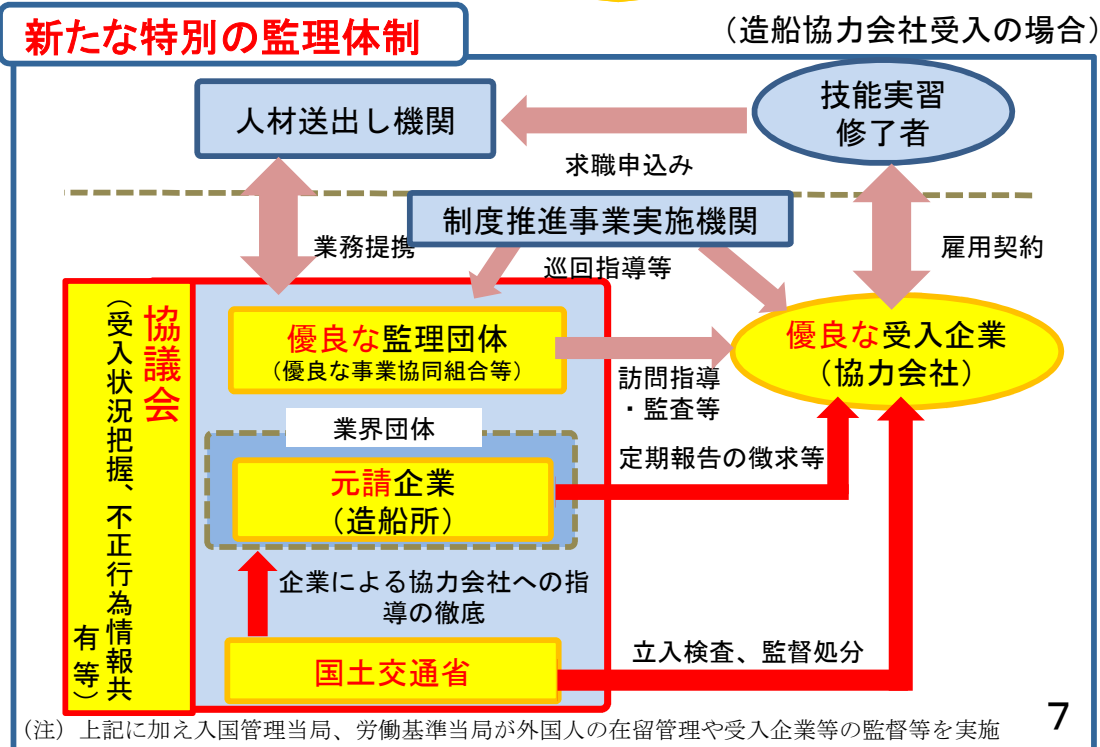 新たな特別の監理体制
（造船協力会社受入の場合）
人材送出し機関
技能実習
修了者
求職申込み
制度推進事業実施機関
業務提携
巡回指導等
雇用契約
協議会
（受入状況把握、不正行為情報共
有等）
優良な監理団体
（優良な事業協同組合等）
訪問指導
・監査等
優良な受入企業
（協力会社）
業界団体
元請企業
（造船所）
定期報告の徴求等
企業による協力会社への指
導の徹底
国土交通省
立入検査、監督処分
（注）上記に加え入国管理当局、労働基準当局が外国人の在留管理や受入企業等の監督等を実施
7